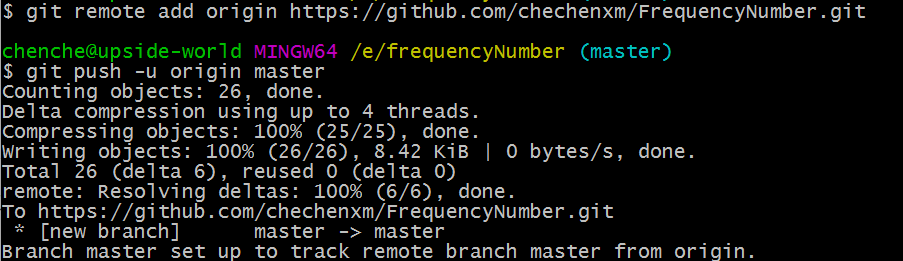 $ git remote add origin https://github.com/chechenxm/FrequencyNumber.git
chenche@upside-world MINGW64 /e/frequencyNumber (master)
$ git push -u origin master
Counting objects: 26, done.
Delta compression using up to 4 threads.
Compressing objects: 100% (25/25), done.
Writing objects: 100% (26/26), 8.42 KiB | 0 bytes/s, done.
Total 26 (delta 6), reused 0 (delta 0)
remote: Resolving deltas: 100% (6/6), done.
To https://github.com/chechenxm/FrequencyNumber.git
 * [new branch]      master -> master
Branch master set up to track remote branch master from origin.